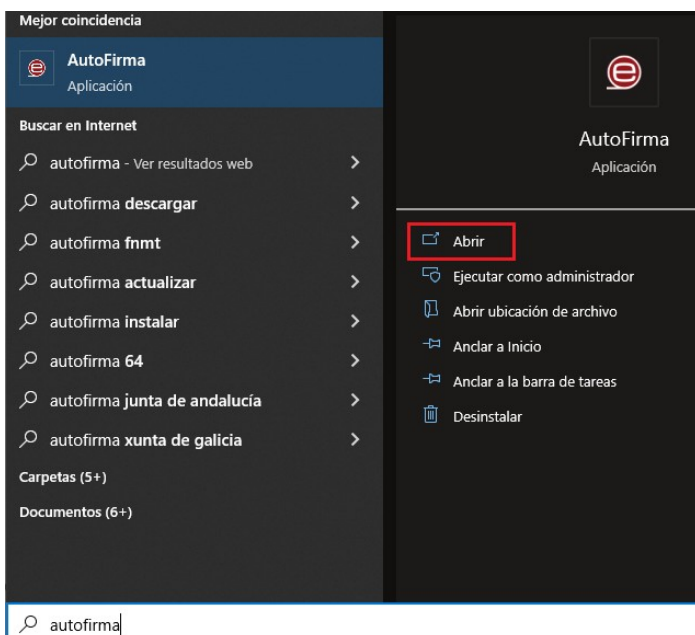 Mejor coincidencia
AutoFirma
Aplicación
Buscar en Internet
autofirma - Ver resultados web
autofirma descargar
autofirma fnmt
autofirma actualizar
autofirma instalar
autofirma 64
autofirma junta de andalucía
autofirma xunta de galicia
Carpetas (5+)
Documentos (6+)
AutoFirma
Aplicación
Abrir
Ejecutar como administrador
Abrir ubicación de archivo
Anclar a Inicio
Anclar a la barra de tareas
Desinstalar
autofirma